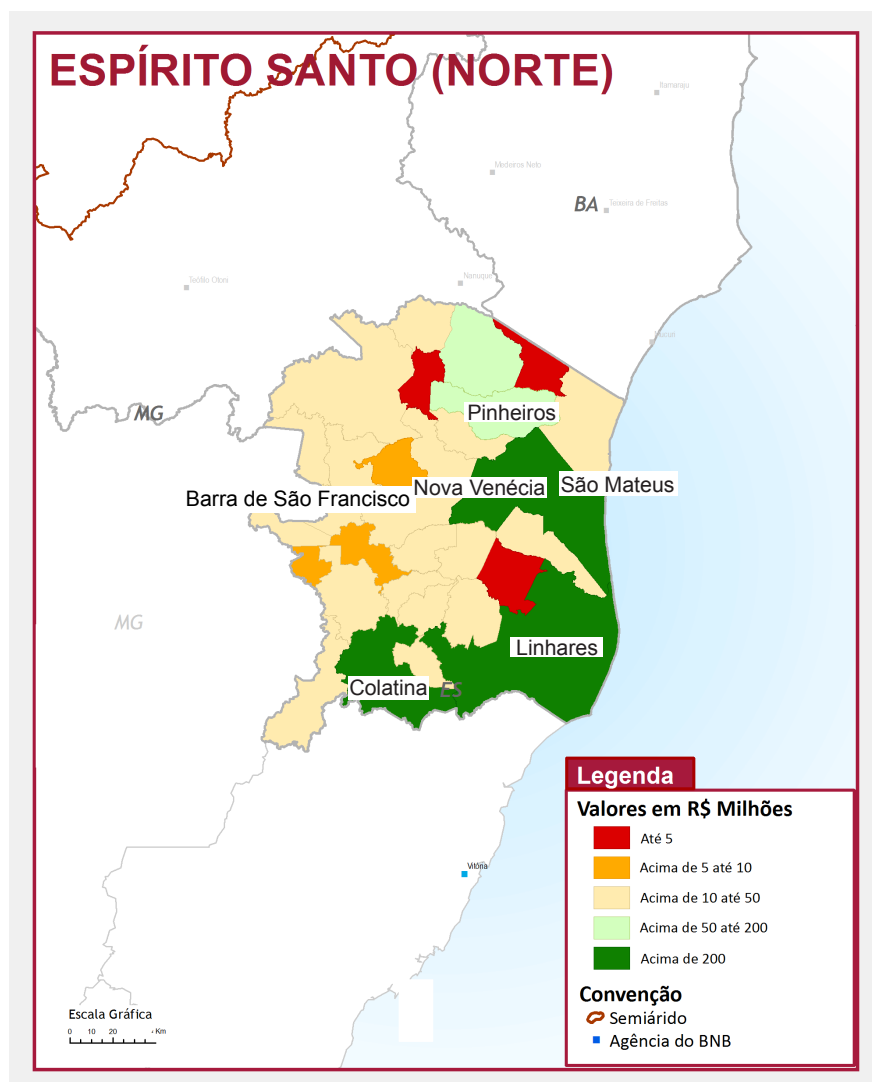 ESPÍRITO SANTO (NORTE)
Itamaraju
Medeiros Neto
BA
Teixeira de Freitas
Nanuque
Teófilo Otoni
Mucuri
MG
Pinheiros
Nova Venécia
São Mateus
Barra de São Francisco
MG
Linhares
Colatina
ES
Vitória
Legenda
Valores em R$ Milhões
Até 5
Acima de 5 até 10
Acima de 10 até 50
Acima de 50 até 200
Acima de 200
Convenção
Semiárido
Agência do BNB
Escala Gráfica
0 10 20 Km